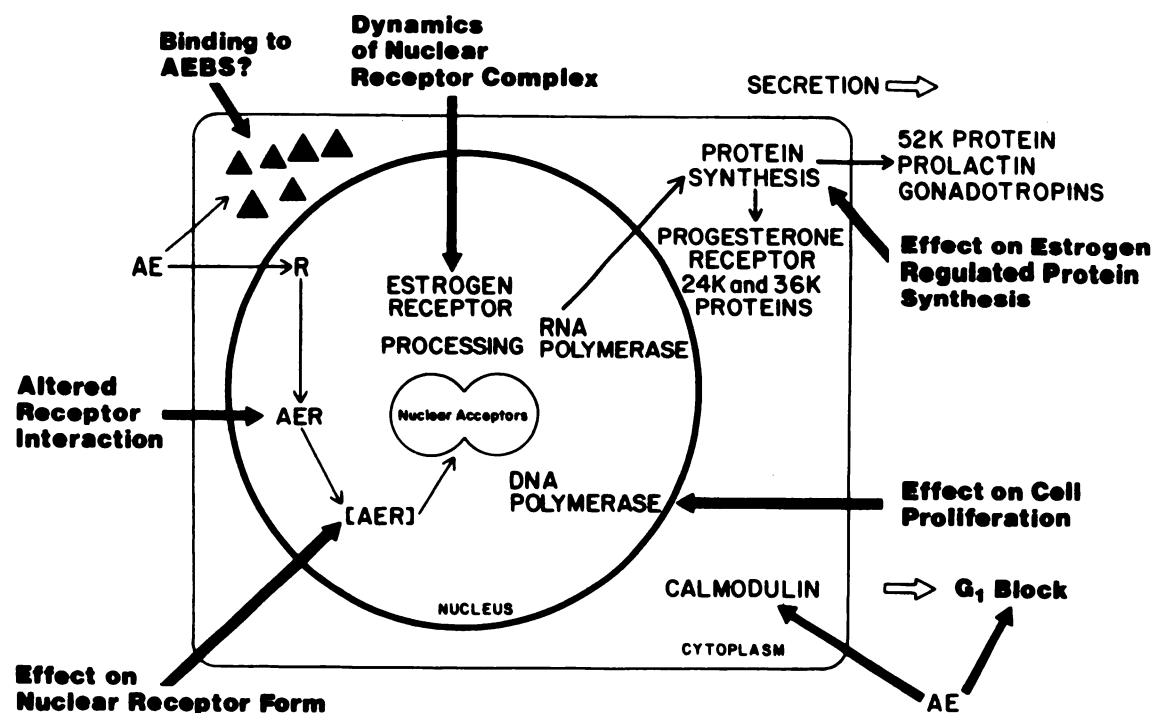 Binding to
AEBS?
Dynamics
of Nuclear
Receptor Complex
SECRETION
PROTEIN
SYNTHESIS
52K PROTEIN
PROLACTIN
GONADOTROPINS
PROGESTERONE
RECEPTOR
24K and 36K
PROTEINS
Effect on Estrogen
Regulated Protein
Synthesis
AE
R
ESTROGEN
RECEPTOR
PROCESSING
RNA
POLYMERASE
Altered
Receptor
Interaction
AER
Nuclear Acceptors
[AER]
DNA
POLYMERASE
Effect on Cell
Proliferation
NUCLEUS
CALMODULIN
G₁ Block
CYTOPLASM
Effect on
Nuclear Receptor Form
AE